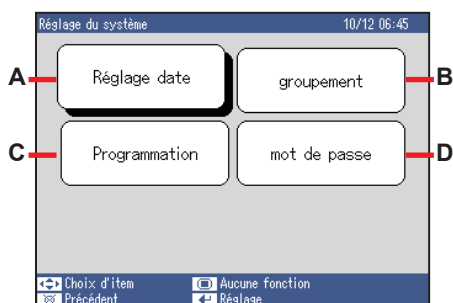 Réglage du système 10/12 06:45
A Réglage date groupement B
C Programmation mot de passe D
Choix d'item Aucune fonction
Précédent Réglage